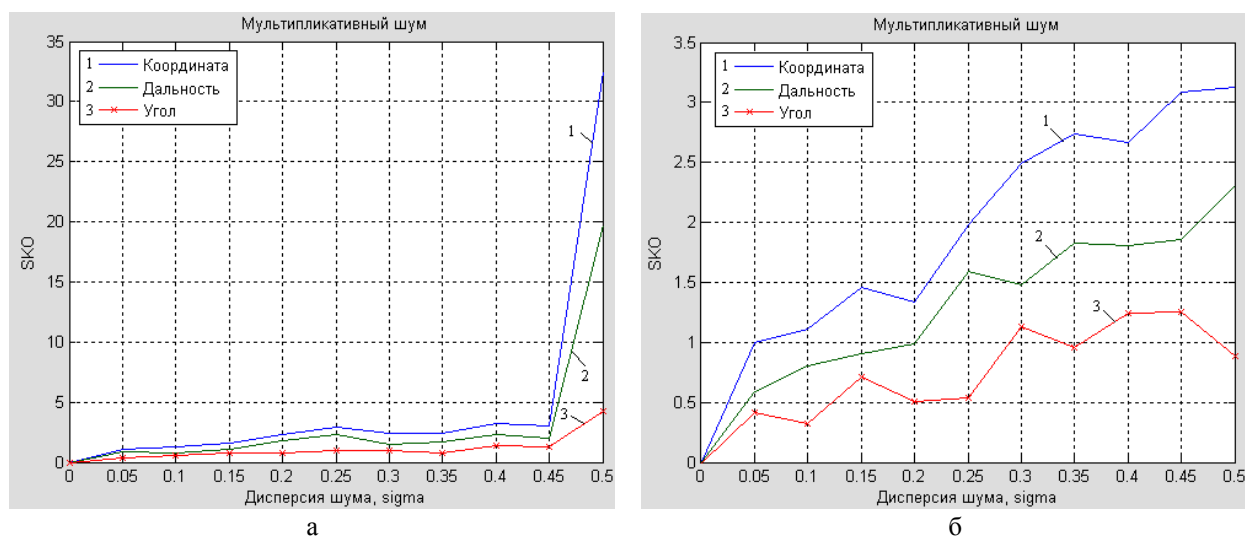 Мультипликативный шум
35
30
25
20
15
10
5
0
SKO
1 Координата
2 Дальность
3 Угол
1
2
3
0 0.05 0.1 0.15 0.2 0.25 0.3 0.35 0.4 0.45 0.5
Дисперсия шума, sigma
а
Мультипликативный шум
3.5
3
2.5
2
1.5
1
0.5
0
SKO
1 Координата
2 Дальность
3 Угол
1
2
3
0 0.05 0.1 0.15 0.2 0.25 0.3 0.35 0.4 0.45 0.5
Дисперсия шума, sigma
б